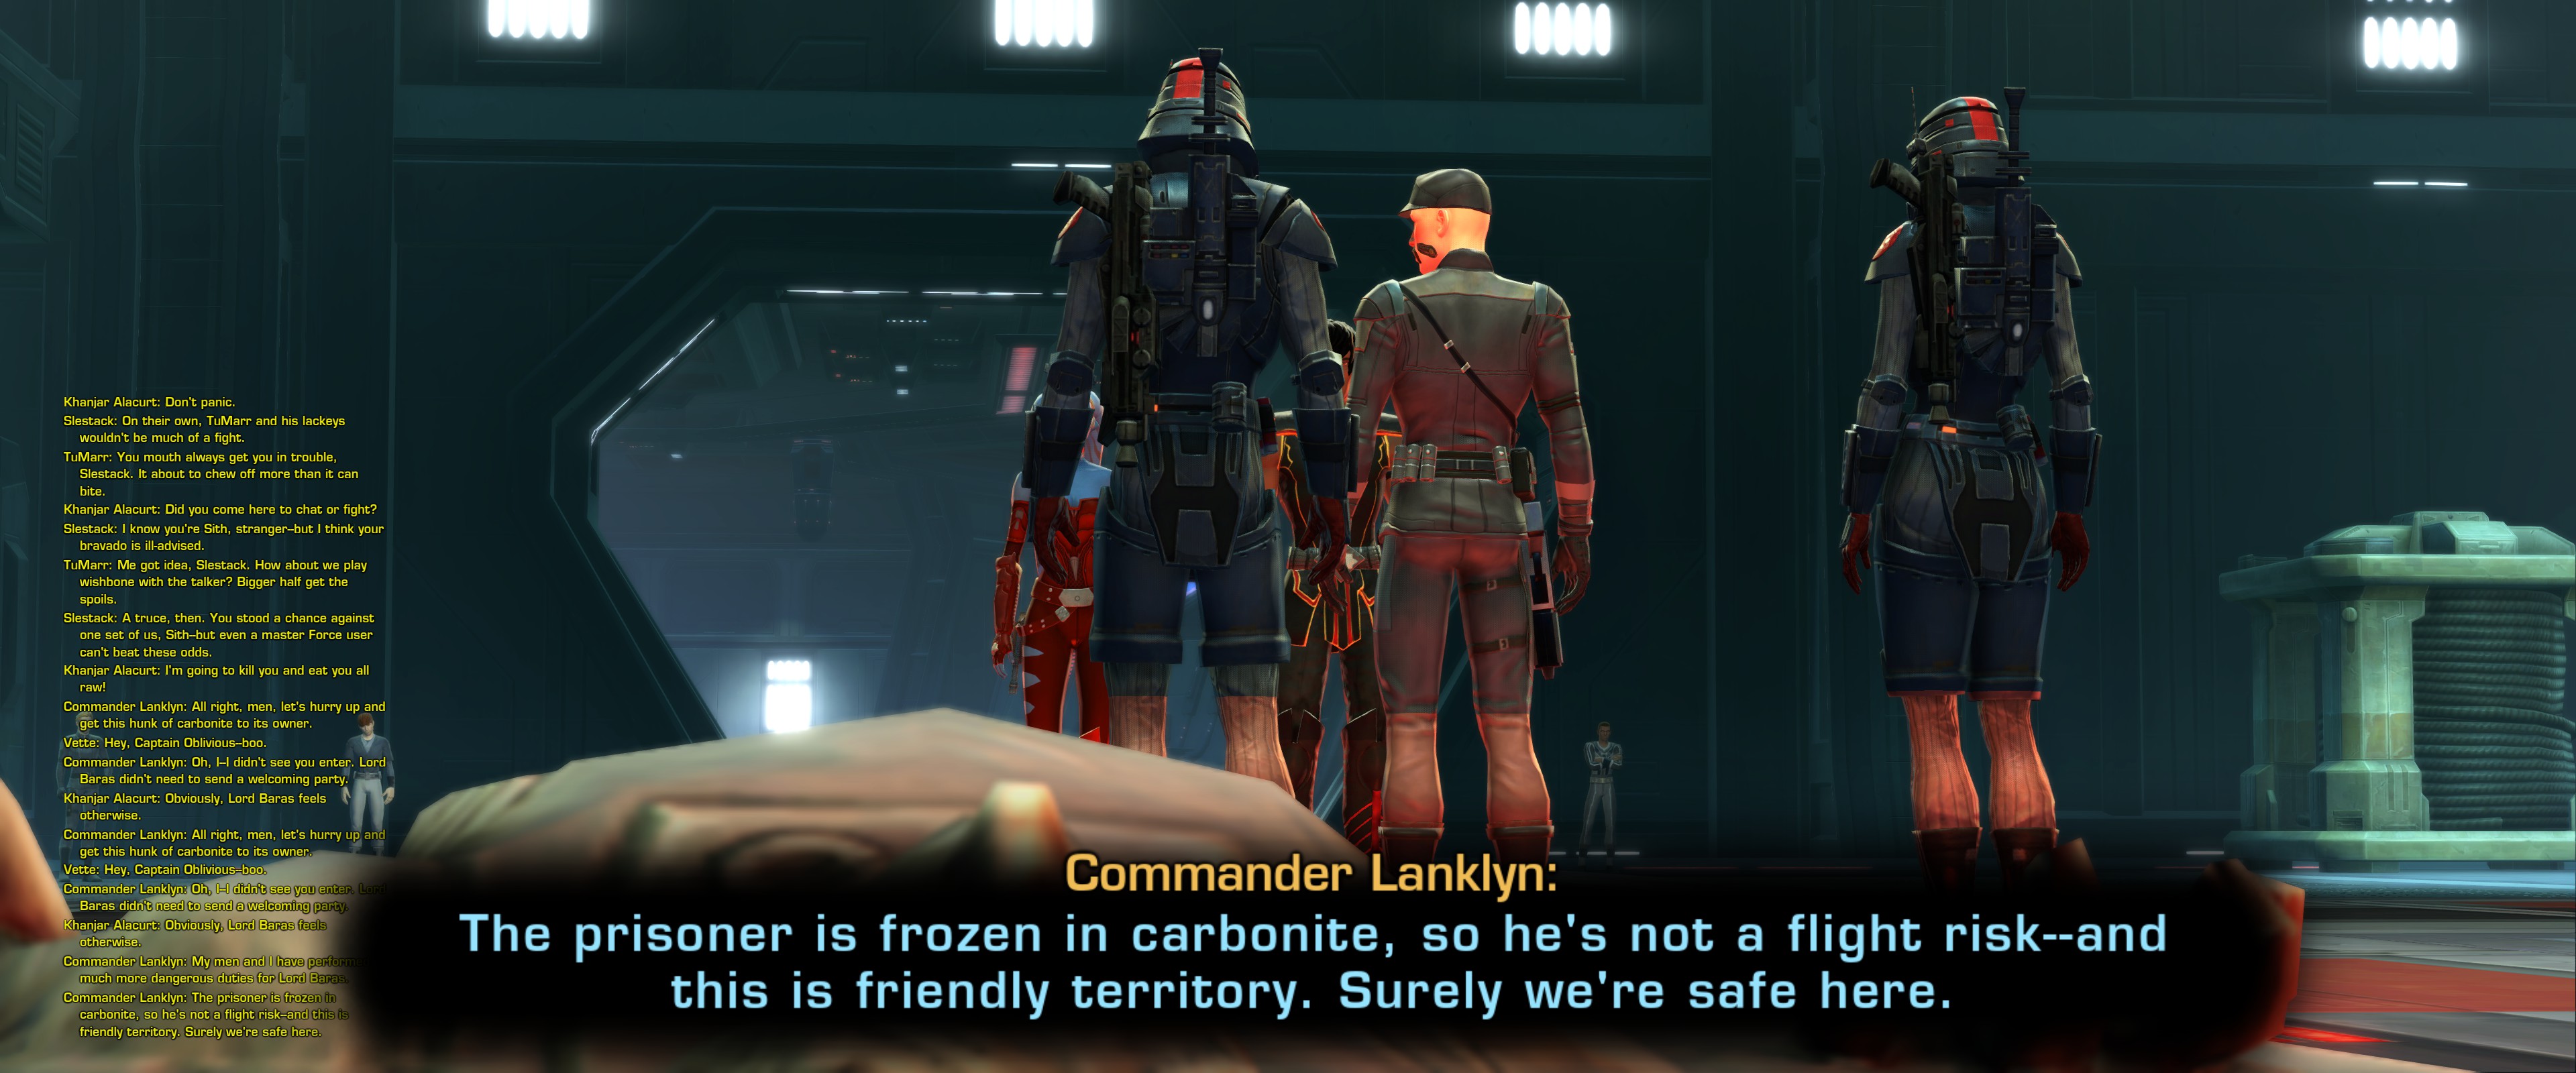 Khanjar Alacurt: Don't panic.
Slestack: On their own, TuMarr and his lackeys
wouldn't be much of a fight.
TuMarr: You mouth always get you in trouble,
Slestack. It about to chew off more than it can
bite.
Khanjar Alacurt: Did you come here to chat or fight?
Slestack: I know you're Sith, stranger--but I think your
bravado is ill-advised.
TuMarr: Me got idea, Slestack. How about we play
wishbone with the talker? Bigger half get the
spoils.
Slestack: A truce, then. You stood a chance against
one set of us, Sith--but even a master Force user
can't beat these odds.
Khanjar Alacurt: I'm going to kill you and eat you all
raw!
Commander Lanklyn: All right, men, let's hurry up and
get this hunk of carbonite to its owner.
Vette: Hey, Captain Oblivious--boo.
Commander Lanklyn: Oh, I--I didn't see you enter. Lord
Baras didn't need to send a welcoming party.
Khanjar Alacurt: Obviously, Lord Baras feels
otherwise.
Commander Lanklyn: All right, men, let's hurry up and
get this hunk of carbonite to its owner.
Vette: Hey, Captain Oblivious--boo.
Commander Lanklyn: Oh, I--I didn't see you enter. Lord
Baras didn't need to send a welcoming party.
Khanjar Alacurt: Obviously, Lord Baras feels
otherwise.
Commander Lanklyn: My men and I have
much more dangerous duties for Lord Baras.
Commander Lanklyn: The prisoner is frozen in
carbonite, so he's not a flight risk--and this is
friendly territory. Surely we're safe here.
Commander Lanklyn:
The prisoner is frozen in carbonite, so he's not a flight risk--and
this is friendly territory. Surely we're safe here.